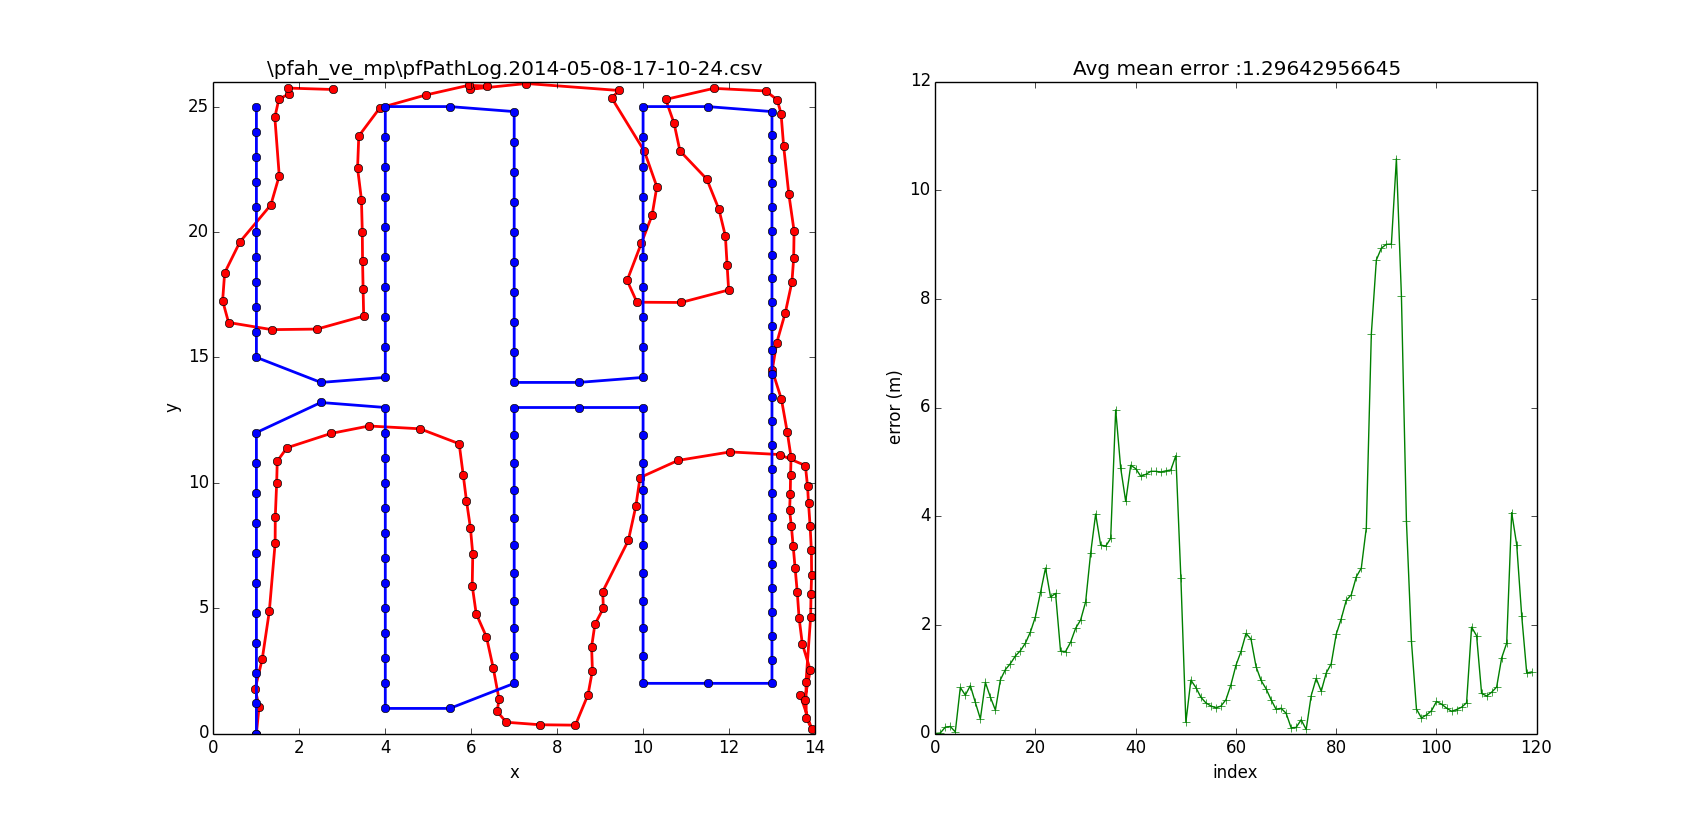 \pfah_ve_mp\pfPathLog.2014-05-08-17-10-24.csv
25
20
15
10
5
0
y
0 2 4 6 8 10 12 14
x
Avg mean error :1.29642956645
12
10
8
6
4
2
0
error (m)
0 20 40 60 80 100 120
index